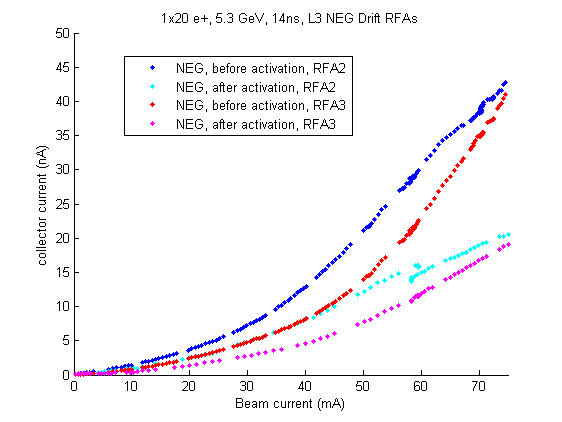 1x20 e+, 5.3 GeV, 14ns, L3 NEG Drift RFAs
50
45
40
35
30
25
20
15
10
5
0
collector current (nA)
NEG, before activation, RFA2
NEG, after activation, RFA2
NEG, before activation, RFA3
NEG, after activation, RFA3
0 10 20 30 40 50 60 70
Beam current (mA)